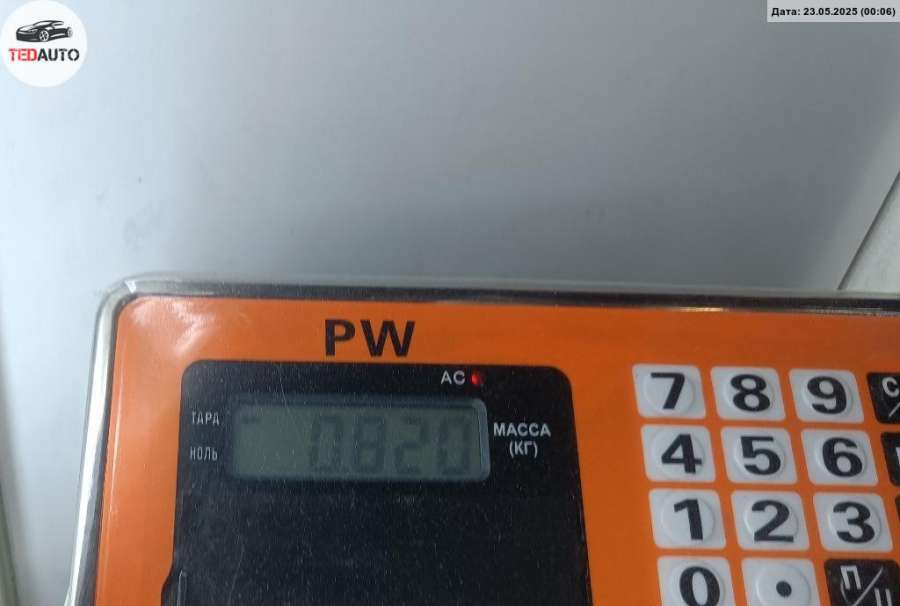 TEDAUTO
Дата: 23.05.2025 (00:06)
PW
AC
ТАРА
НОЛЬ
0.820
МАССА
(КГ)
7 8 9 C
4 5 6
1 2 3
0 • П/Ц